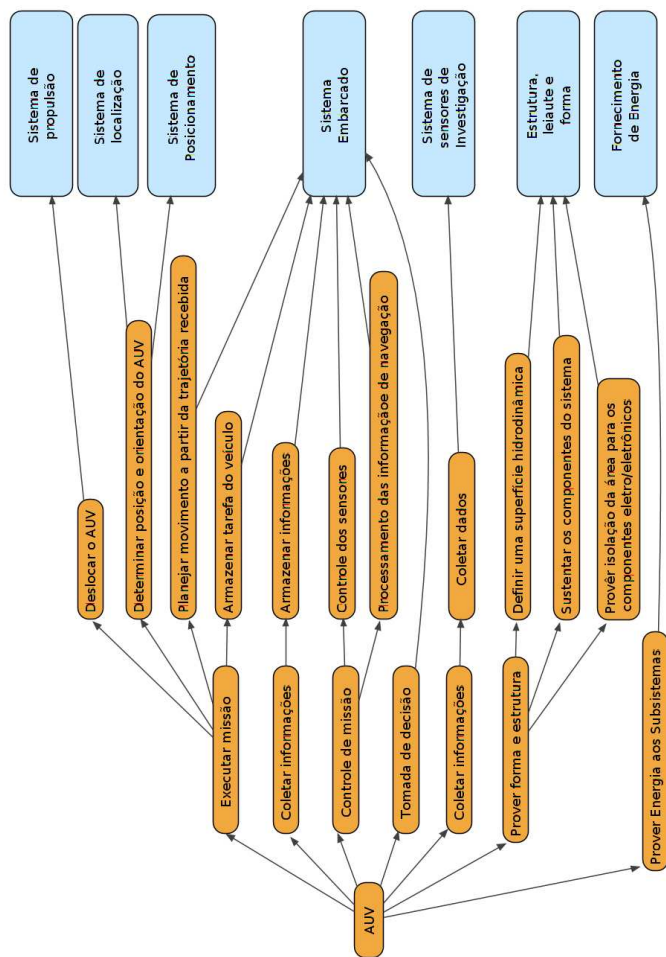 AUV
Executar missão
Coletar informações
Controle de missão
Tomada de decisão
Coletar informações
Prover forma e estrutura
Prover Energia aos Subsistemas
Deslocar o AUV
Determinar posição e orientação do AUV
Planejar movimento a partir da trajetória recebida
Armazenar tarefa do veículo
Armazenar informações
Controle dos sensores
Processamento das informaçãoe de navegação
Coletar dados
Definir uma superfície hidrodinâmica
Sustentar os componentes do sistema
Provêr isolação da área para os
componentes eletro/eletrônicos
Sistema de
propulsão
Sistema de
localização
Sistema de
Posicionamento
Sistema
Embarcado
Sistema de
sensores de
Investigação
Estrutura,
leiaute e
forma
Fornecimento
de Energia